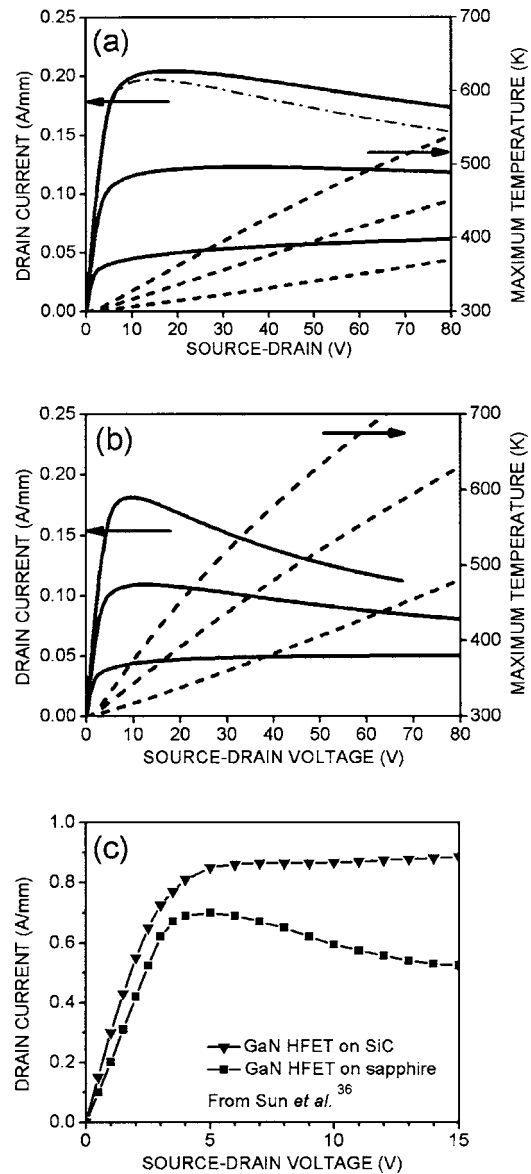 (a)
DRAIN CURRENT (A/mm)
0.25
0.20
0.15
0.10
0.05
0.00
0 10 20 30 40 50 60 70 80
SOURCE-DRAIN (V)
700
600
500
400
300
MAXIMUM TEMPERATURE (K)
(b)
DRAIN CURRENT (A/mm)
0.25
0.20
0.15
0.10
0.05
0.00
0 10 20 30 40 50 60 70 80
SOURCE-DRAIN VOLTAGE (V)
700
600
500
400
300
MAXIMUM TEMPERATURE (K)
(c)
DRAIN CURRENT (A/mm)
1.0
0.8
0.6
0.4
0.2
0.0
GaN HFET on SiC
GaN HFET on sapphire
From Sun et al. 36
0 5 10 15
SOURCE-DRAIN VOLTAGE (V)